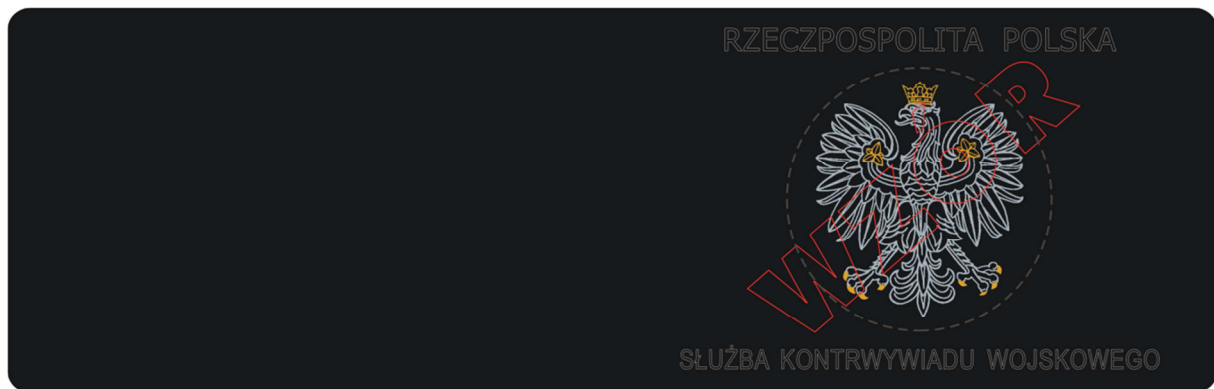 RZECZPOSPOLITA POLSKA
WZÓR
SŁUŻBA KONTRWYWIADU WOJSKOWEGO